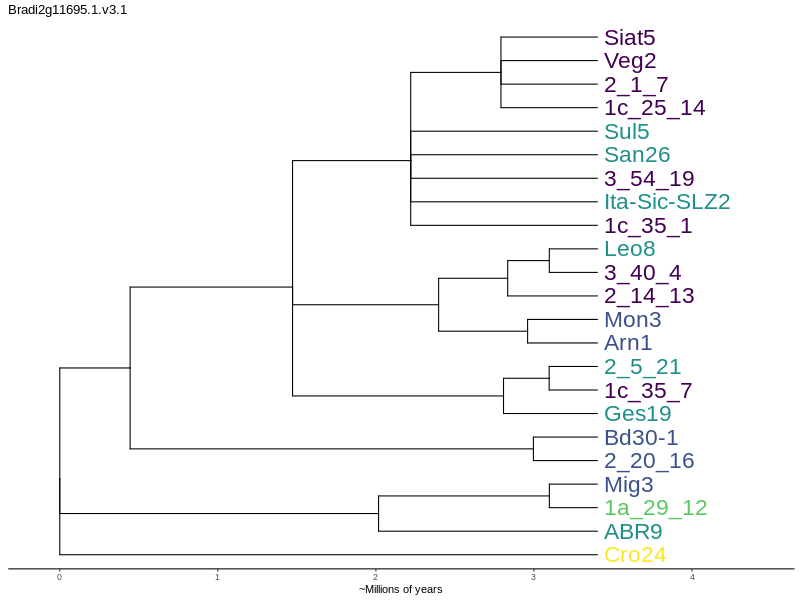 Bradi2g11695.1.v3.1
Siat5
Veg2
2_1_7
1c_25_14
Sul5
San26
3_54_19
Ita-Sic-SLZ2
1c_35_1
Leo8
3_40_4
2_14_13
Mon3
Arn1
2_5_21
1c_35_7
Ges19
Bd30-1
2_20_16
Mig3
1a_29_12
ABR9
Cro24
0 1 2 3 4
~Millions of years